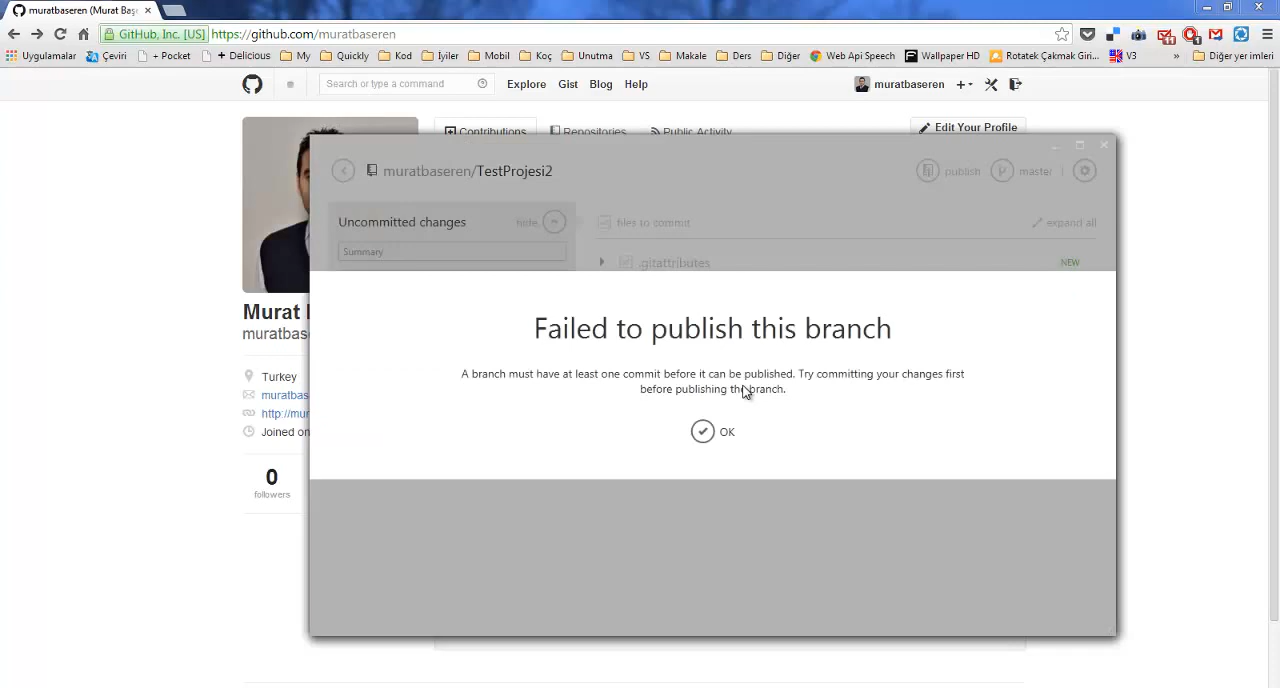 muratbaseren (Murat Baş
GitHub, Inc. [US] https://github.com/muratbaseren
Uygulamalar Çeviri + Pocket + Delicious My Quickly İyiler Mobi Koç Unutma VS Makale Ders Diğer Web Api Speech Wallpaper HD Rotatek Çakmak Giri... V3 » Diğer yer imleri
Search or type a command Explore Gist Blog Help muratbaseren
Contributions Repositories Public Activity Edit Your Profile
muratbaseren/TestProjesi2 publish master
Uncommitted changes hide files to commit expand all
Summary
.gitattributes NEW
Failed to publish this branch
A branch must have at least one commit before it can be published. Try committing your changes first
before publishing the branch.
OK
Murat
muratbas
Turkey
muratbas
http://mur
Joined on
0
followers